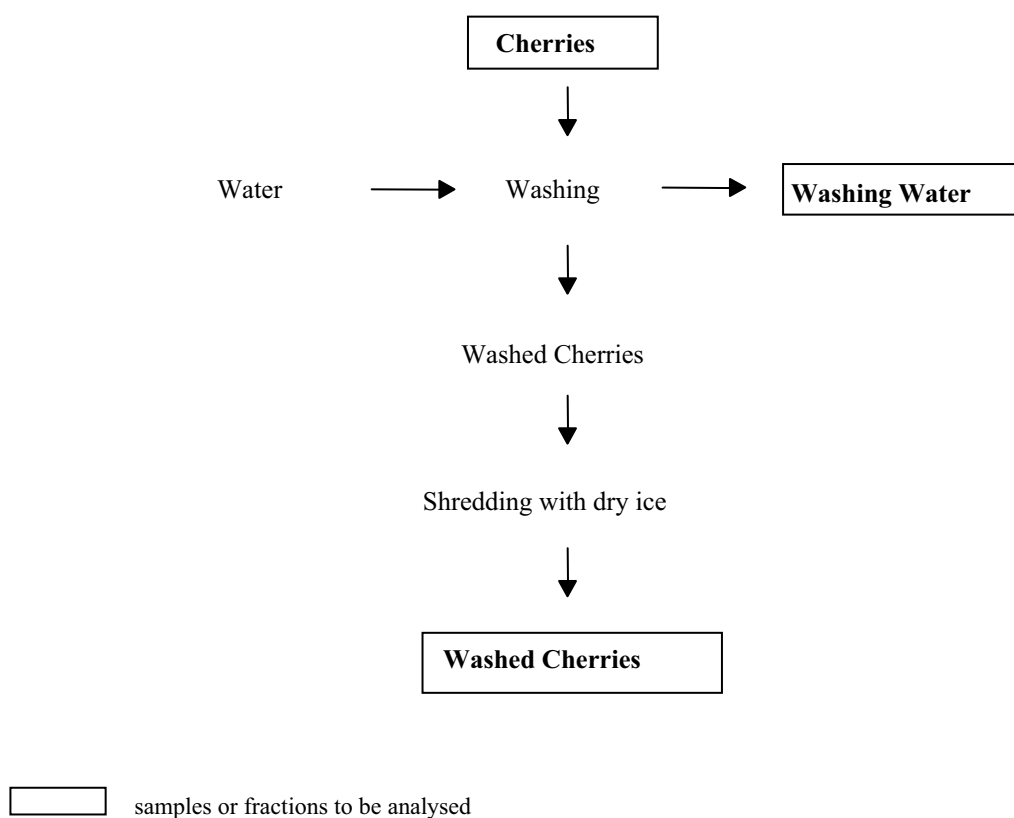 Cherries
Water
Washing
Washing Water
Washed Cherries
Shredding with dry ice
Washed Cherries
samples or fractions to be analysed